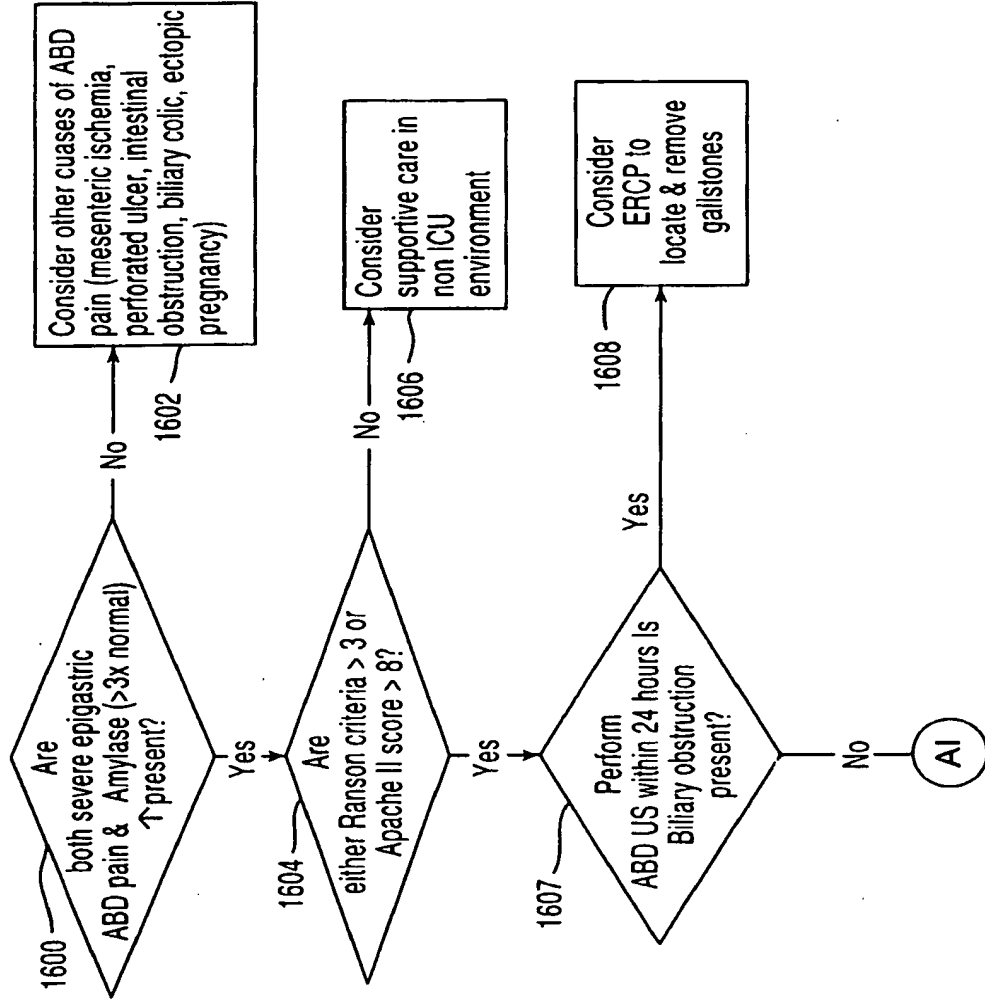 Are
both severe epigastric
ABD pain & Amylase (>3x normal)
↑present?
1600
No
Consider other cuases of ABD
pain (mesenteric ischemia,
perforated ulcer, intestinal
obstruction, biliary colic, ectopic
pregnancy)
1602
Yes
Are
either Ranson criteria > 3 or
Apache II score > 8?
1604
No
Consider
supportive care in
non ICU
environment
1606
Yes
Perform
ABD US within 24 hours Is
Biliary obstruction
present?
1607
Yes
Consider
ERCP to
locate & remove
gallstones
1608
No
AI